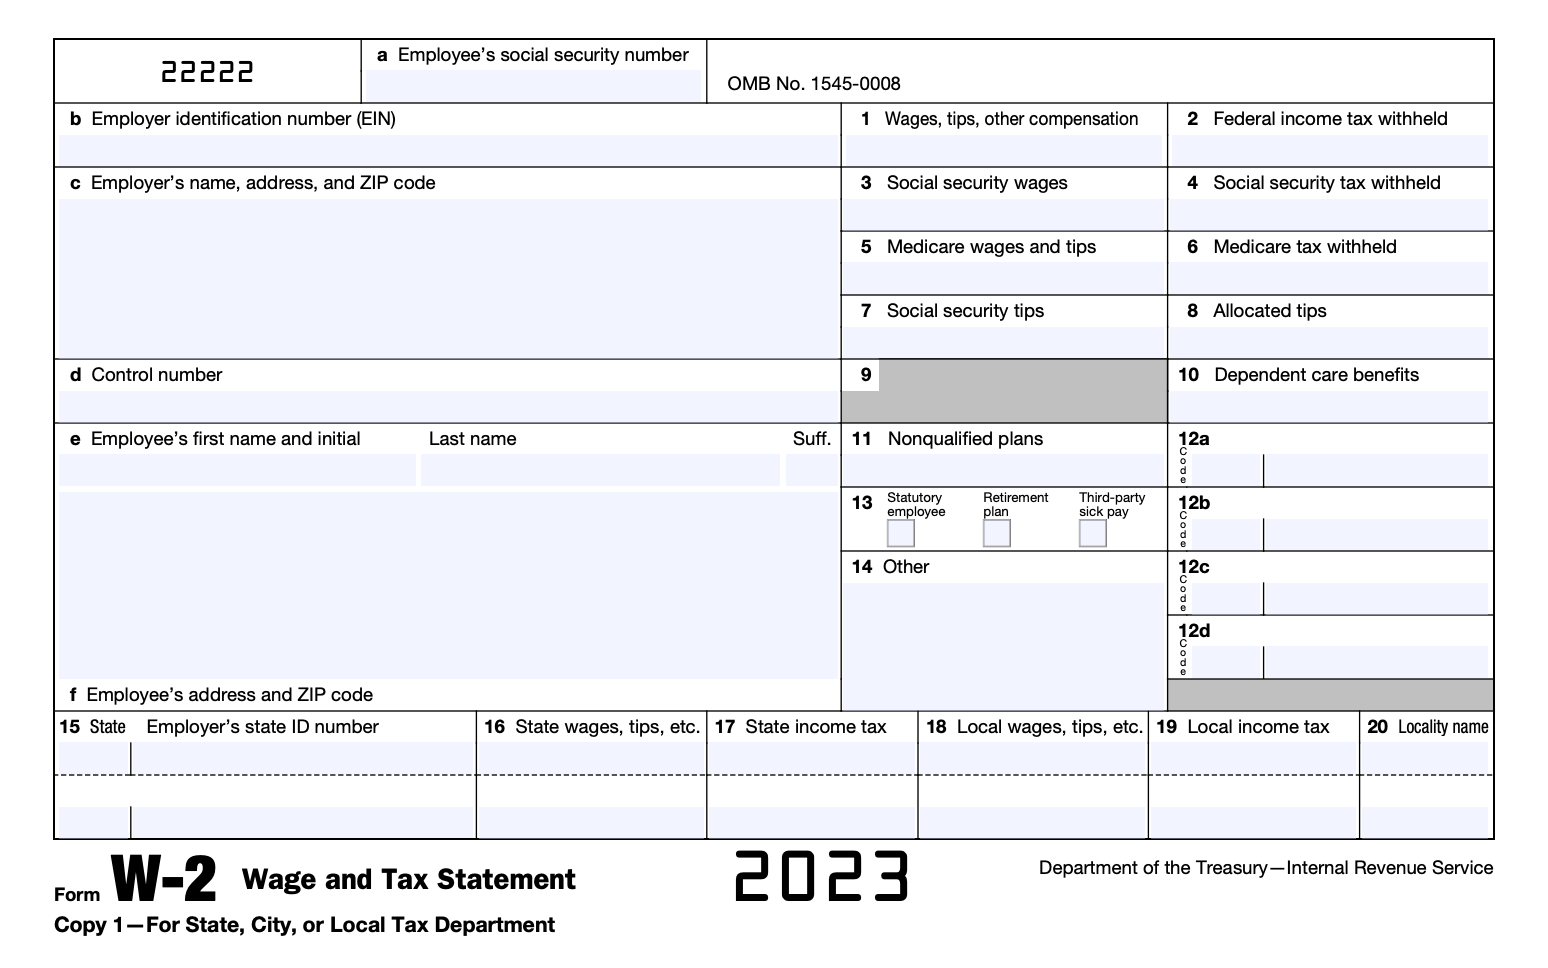 22222
a Employee’s social security number
OMB No. 1545-0008
b Employer identification number (EIN)
1 Wages, tips, other compensation
2 Federal income tax withheld
c Employer’s name, address, and ZIP code
3 Social security wages
4 Social security tax withheld
5 Medicare wages and tips
6 Medicare tax withheld
7 Social security tips
8 Allocated tips
d Control number
9
10 Dependent care benefits
e Employee’s first name and initial
Last name
Suff.
11 Nonqualified plans
12a
Code
13
Statutory
employee
Retirement
plan
Third-party
sick pay
12b
Code
14 Other
12c
Code
12d
Code
f Employee’s address and ZIP code
15 State
Employer’s state ID number
16 State wages, tips, etc.
17 State income tax
18 Local wages, tips, etc.
19 Local income tax
20 Locality name
Form W-2 Wage and Tax Statement
2023
Department of the Treasury—Internal Revenue Service
Copy 1—For State, City, or Local Tax Department